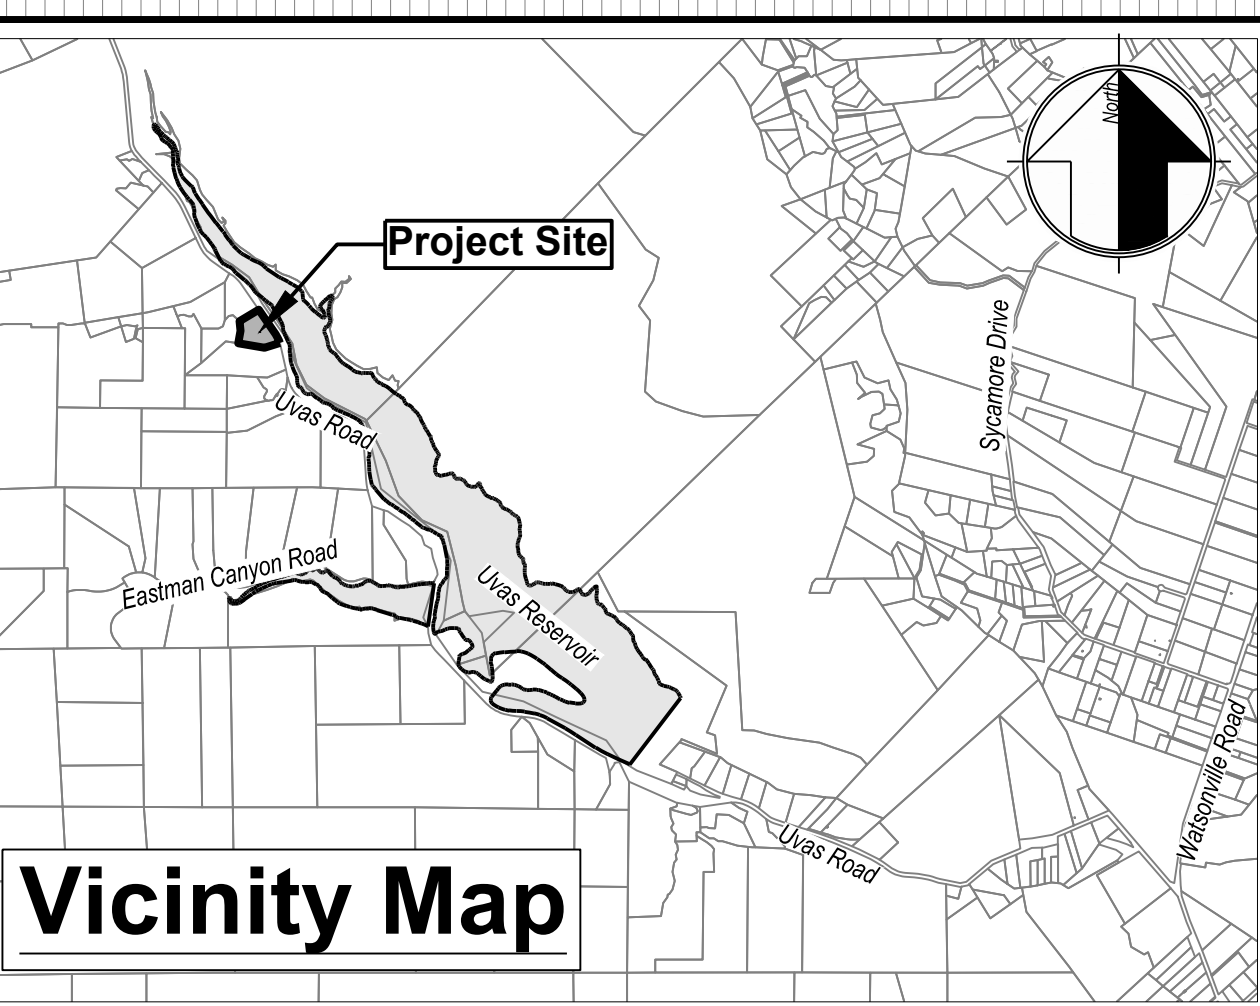 North
Project Site
Sycamore Drive
Uvas Road
Eastman Canyon Road
Uvas Reservoir
Watsonville Road
Uvas Road
Vicinity Map